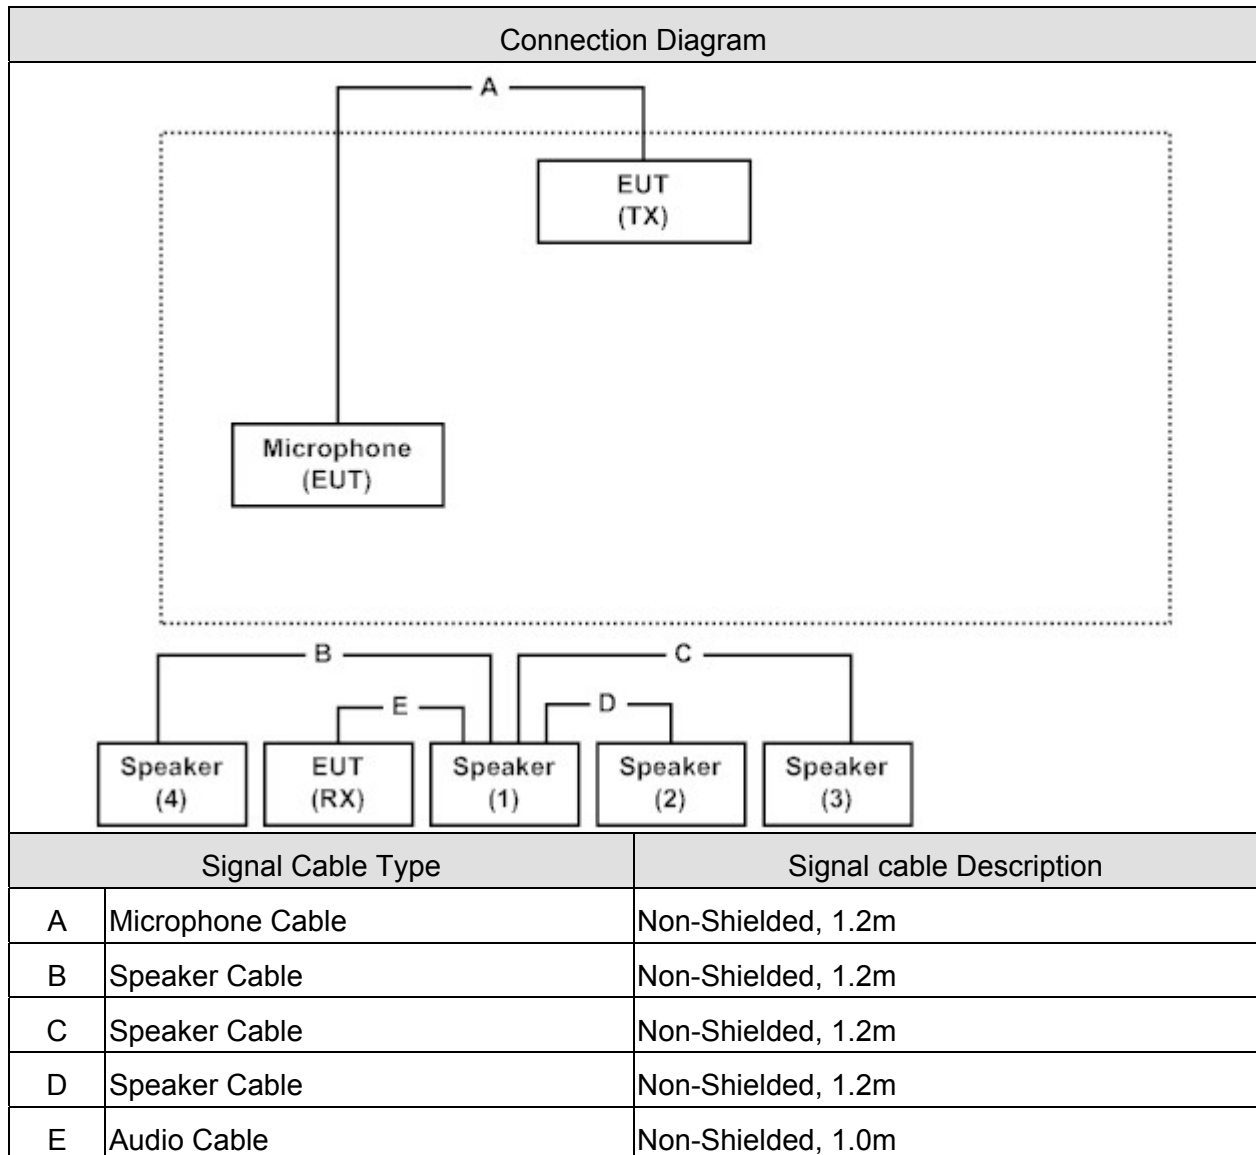 Connection Diagram
A
EUT
(TX)
Microphone
(EUT)
B
C
E
D
Speaker
(4)
EUT
(RX)
Speaker
(1)
Speaker
(2)
Speaker
(3)
Signal Cable Type Signal cable Description
A Microphone Cable Non-Shielded, 1.2m
B Speaker Cable Non-Shielded, 1.2m
C Speaker Cable Non-Shielded, 1.2m
D Speaker Cable Non-Shielded, 1.2m
E Audio Cable Non-Shielded, 1.0m